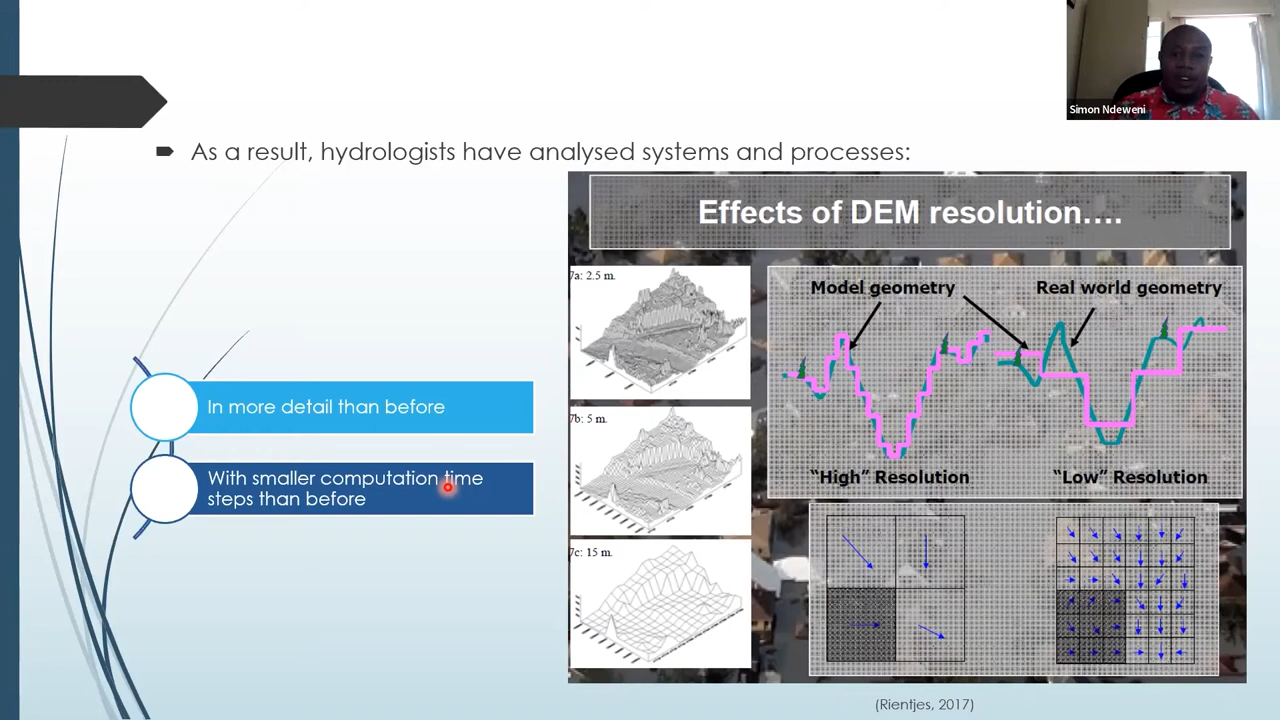 Simon Ndeweni
As a result, hydrologists have analysed systems and processes:
In more detail than before
With smaller computation time
steps than before
Effects of DEM resolution....
7a: 2.5 m.
7b: 5 m.
7c: 15 m.
Model geometry
Real world geometry
“High” Resolution
“Low” Resolution
(Rientjes, 2017)